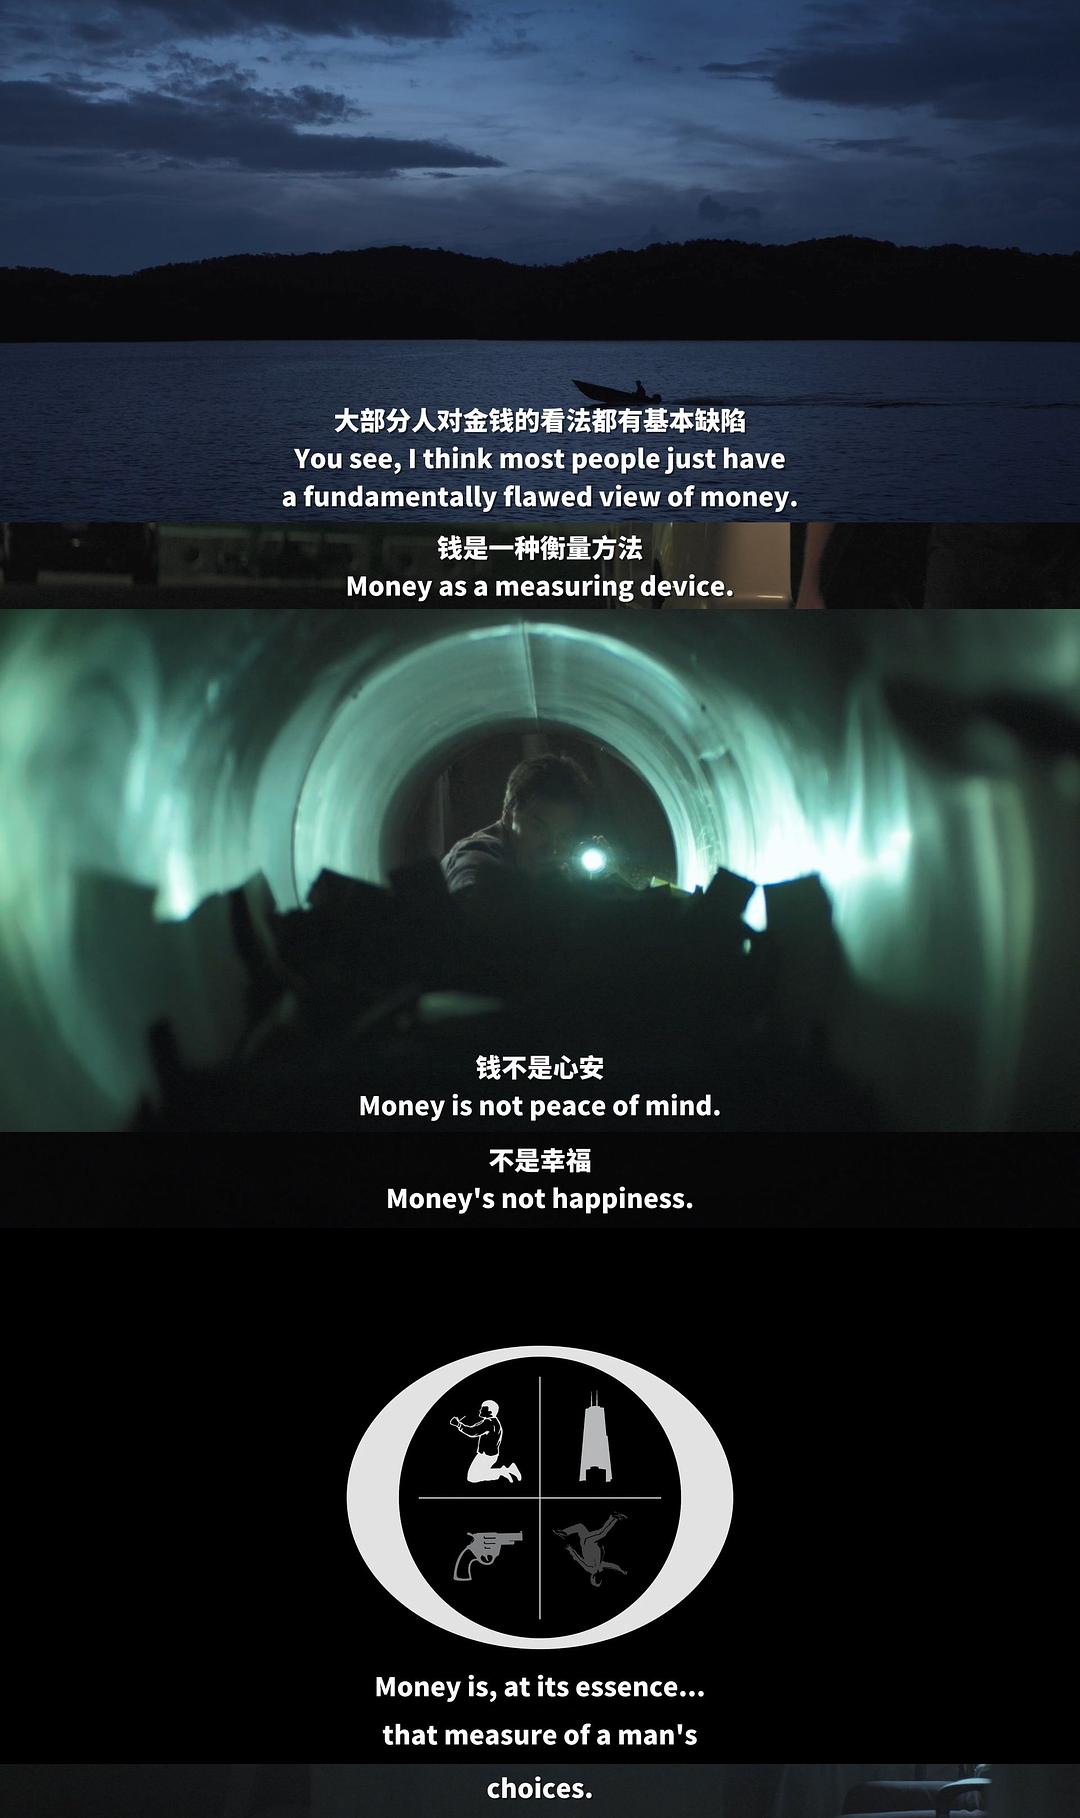 大部分人对金钱的看法都有基本缺陷
You see, I think most people just have
a fundamentally flawed view of money.
钱是一种衡量方法
Money as a measuring device.
钱不是心安
Money is not peace of mind.
不是幸福
Money's not happiness.
Money is, at its essence...
that measure of a man's
choices.